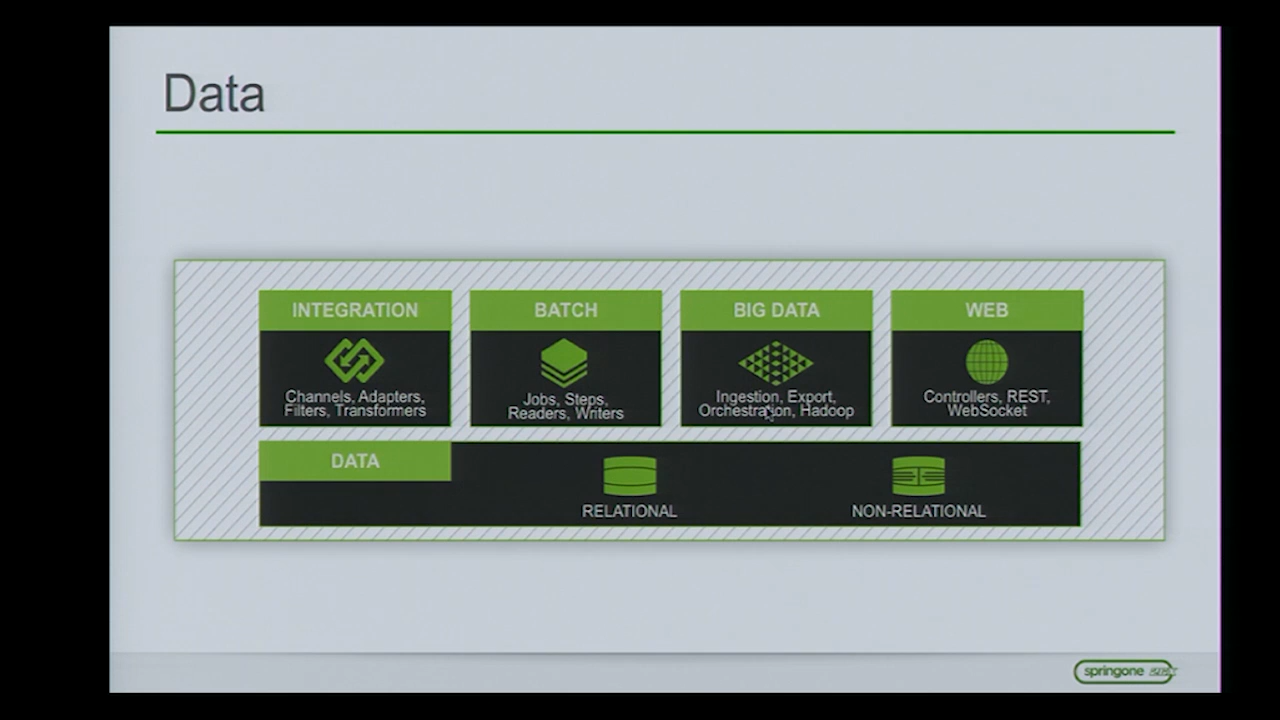 Data
INTEGRATION
Channels, Adapters,
Filters, Transformers
BATCH
Jobs, Steps,
Readers, Writers
BIG DATA
Ingestion, Export,
Orchestration, Hadoop
WEB
Controllers, REST,
WebSocket
DATA
RELATIONAL
NON-RELATIONAL
springone